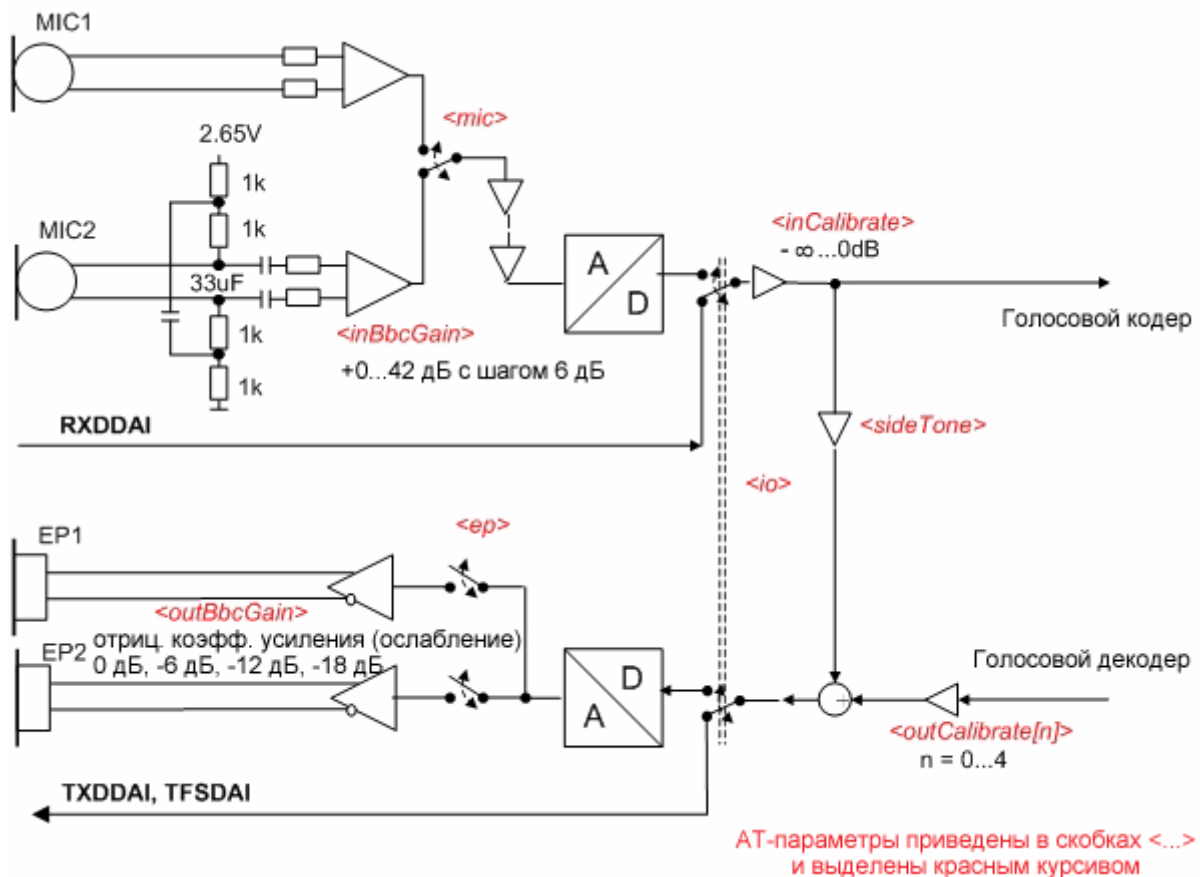 MIC1
<mic>
2.65V
1k
MIC2
1k
33uF
1k
1k
<inBbcGain>
+0...42 дБ с шагом 6 дБ
A
D
<inCalibrate>
- ∞...0dB
Голосовой кодер
RXDDAI
<sideTone>
<io>
EP1
<ep>
<outBbcGain>
отриц. коэфф. усиления (ослабление)
EP2 0 дБ, -6 дБ, -12 дБ, -18 дБ
D
A
Голосовой декодер
<outCalibrate[n]>
n = 0...4
TXDDAI, TFSDAI
АТ-параметры приведены в скобках <...>
и выделены красным курсивом